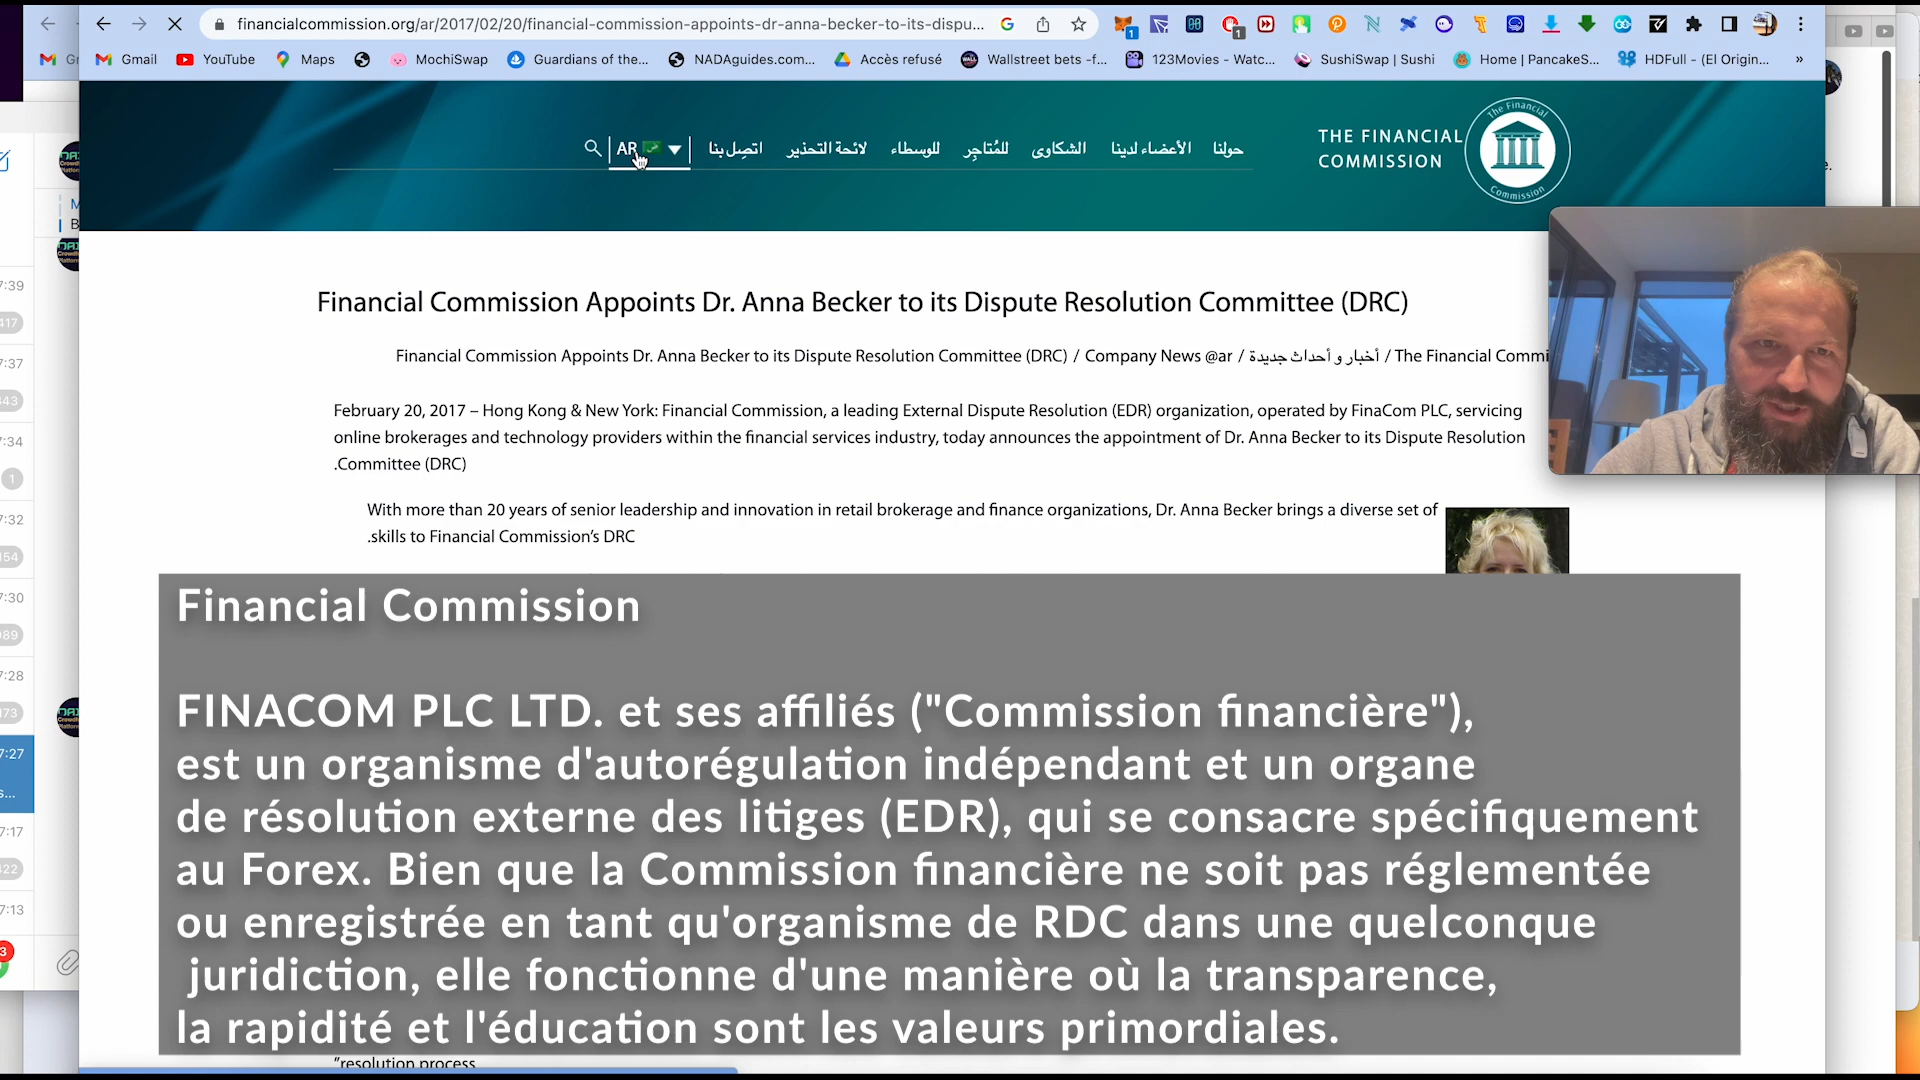 financialcommission.org/ar/2017/02/20/financial-commission-appoints-dr-anna-becker-to-its-dispu...
Gmail YouTube Maps MochiSwap Guardians of the... NADAguides.com... Accès refusé Wallstreet bets -f... 123Movies - Watc... SushiSwap | Sushi Home | PancakeS... HDFull - (El Origin... »
THE FINANCIAL
COMMISSION
The Financial
Commission
حولنا الأعضاء لدينا الشكاوى للمُتاجِر للوسطاء لائحة التحذير اتصِل بنا AR
Financial Commission Appoints Dr. Anna Becker to its Dispute Resolution Committee (DRC)
Financial Commission Appoints Dr. Anna Becker to its Dispute Resolution Committee (DRC) / Company News @ar / أخبار و أحداث جديدة / The Financial Commi
February 20, 2017 – Hong Kong & New York: Financial Commission, a leading External Dispute Resolution (EDR) organization, operated by FinaCom PLC, servicing
online brokerages and technology providers within the financial services industry, today announces the appointment of Dr. Anna Becker to its Dispute Resolution
.Committee (DRC)
With more than 20 years of senior leadership and innovation in retail brokerage and finance organizations, Dr. Anna Becker brings a diverse set of
.skills to Financial Commission's DRC
Financial Commission
FINACOM PLC LTD. et ses affiliés ("Commission financière"),
est un organisme d'autorégulation indépendant et un organe
de résolution externe des litiges (EDR), qui se consacre spécifiquement
au Forex. Bien que la Commission financière ne soit pas réglementée
ou enregistrée en tant qu'organisme de RDC dans une quelconque
juridiction, elle fonctionne d'une manière où la transparence,
la rapidité et l'éducation sont les valeurs primordiales.
"resolution process